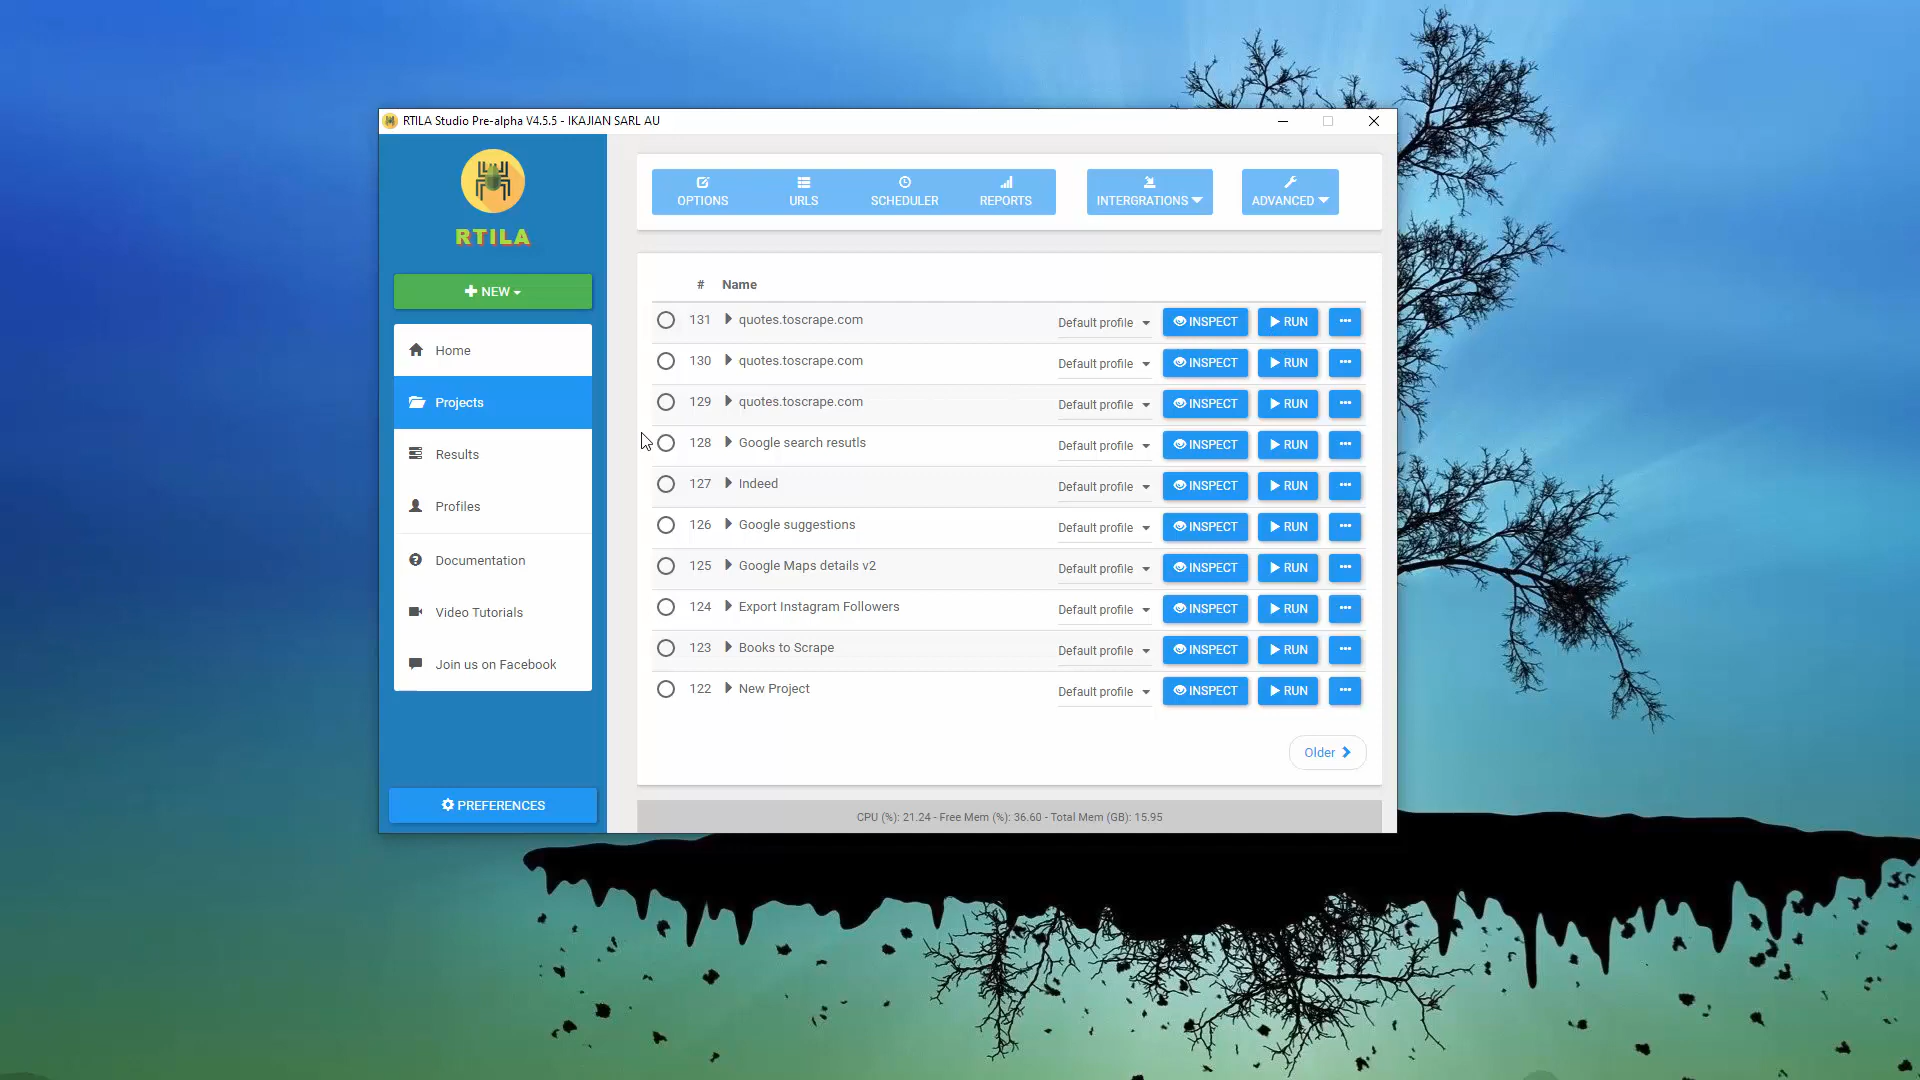 RTILA Studio Pre-alpha V4.5.5 - IKAJIAN SARL AU
RTILA
NEW
Home
Projects
Results
Profiles
Documentation
Video Tutorials
Join us on Facebook
PREFERENCES
OPTIONS URLS SCHEDULER REPORTS INTERGRATIONS ADVANCED
# Name
131 quotes.toscrape.com Default profile INSPECT RUN
130 quotes.toscrape.com Default profile INSPECT RUN
129 quotes.toscrape.com Default profile INSPECT RUN
128 Google search resutls Default profile INSPECT RUN
127 Indeed Default profile INSPECT RUN
126 Google suggestions Default profile INSPECT RUN
125 Google Maps details v2 Default profile INSPECT RUN
124 Export Instagram Followers Default profile INSPECT RUN
123 Books to Scrape Default profile INSPECT RUN
122 New Project Default profile INSPECT RUN
Older
CPU (%): 21.24 - Free Mem (%): 36.60 - Total Mem (GB): 15.95